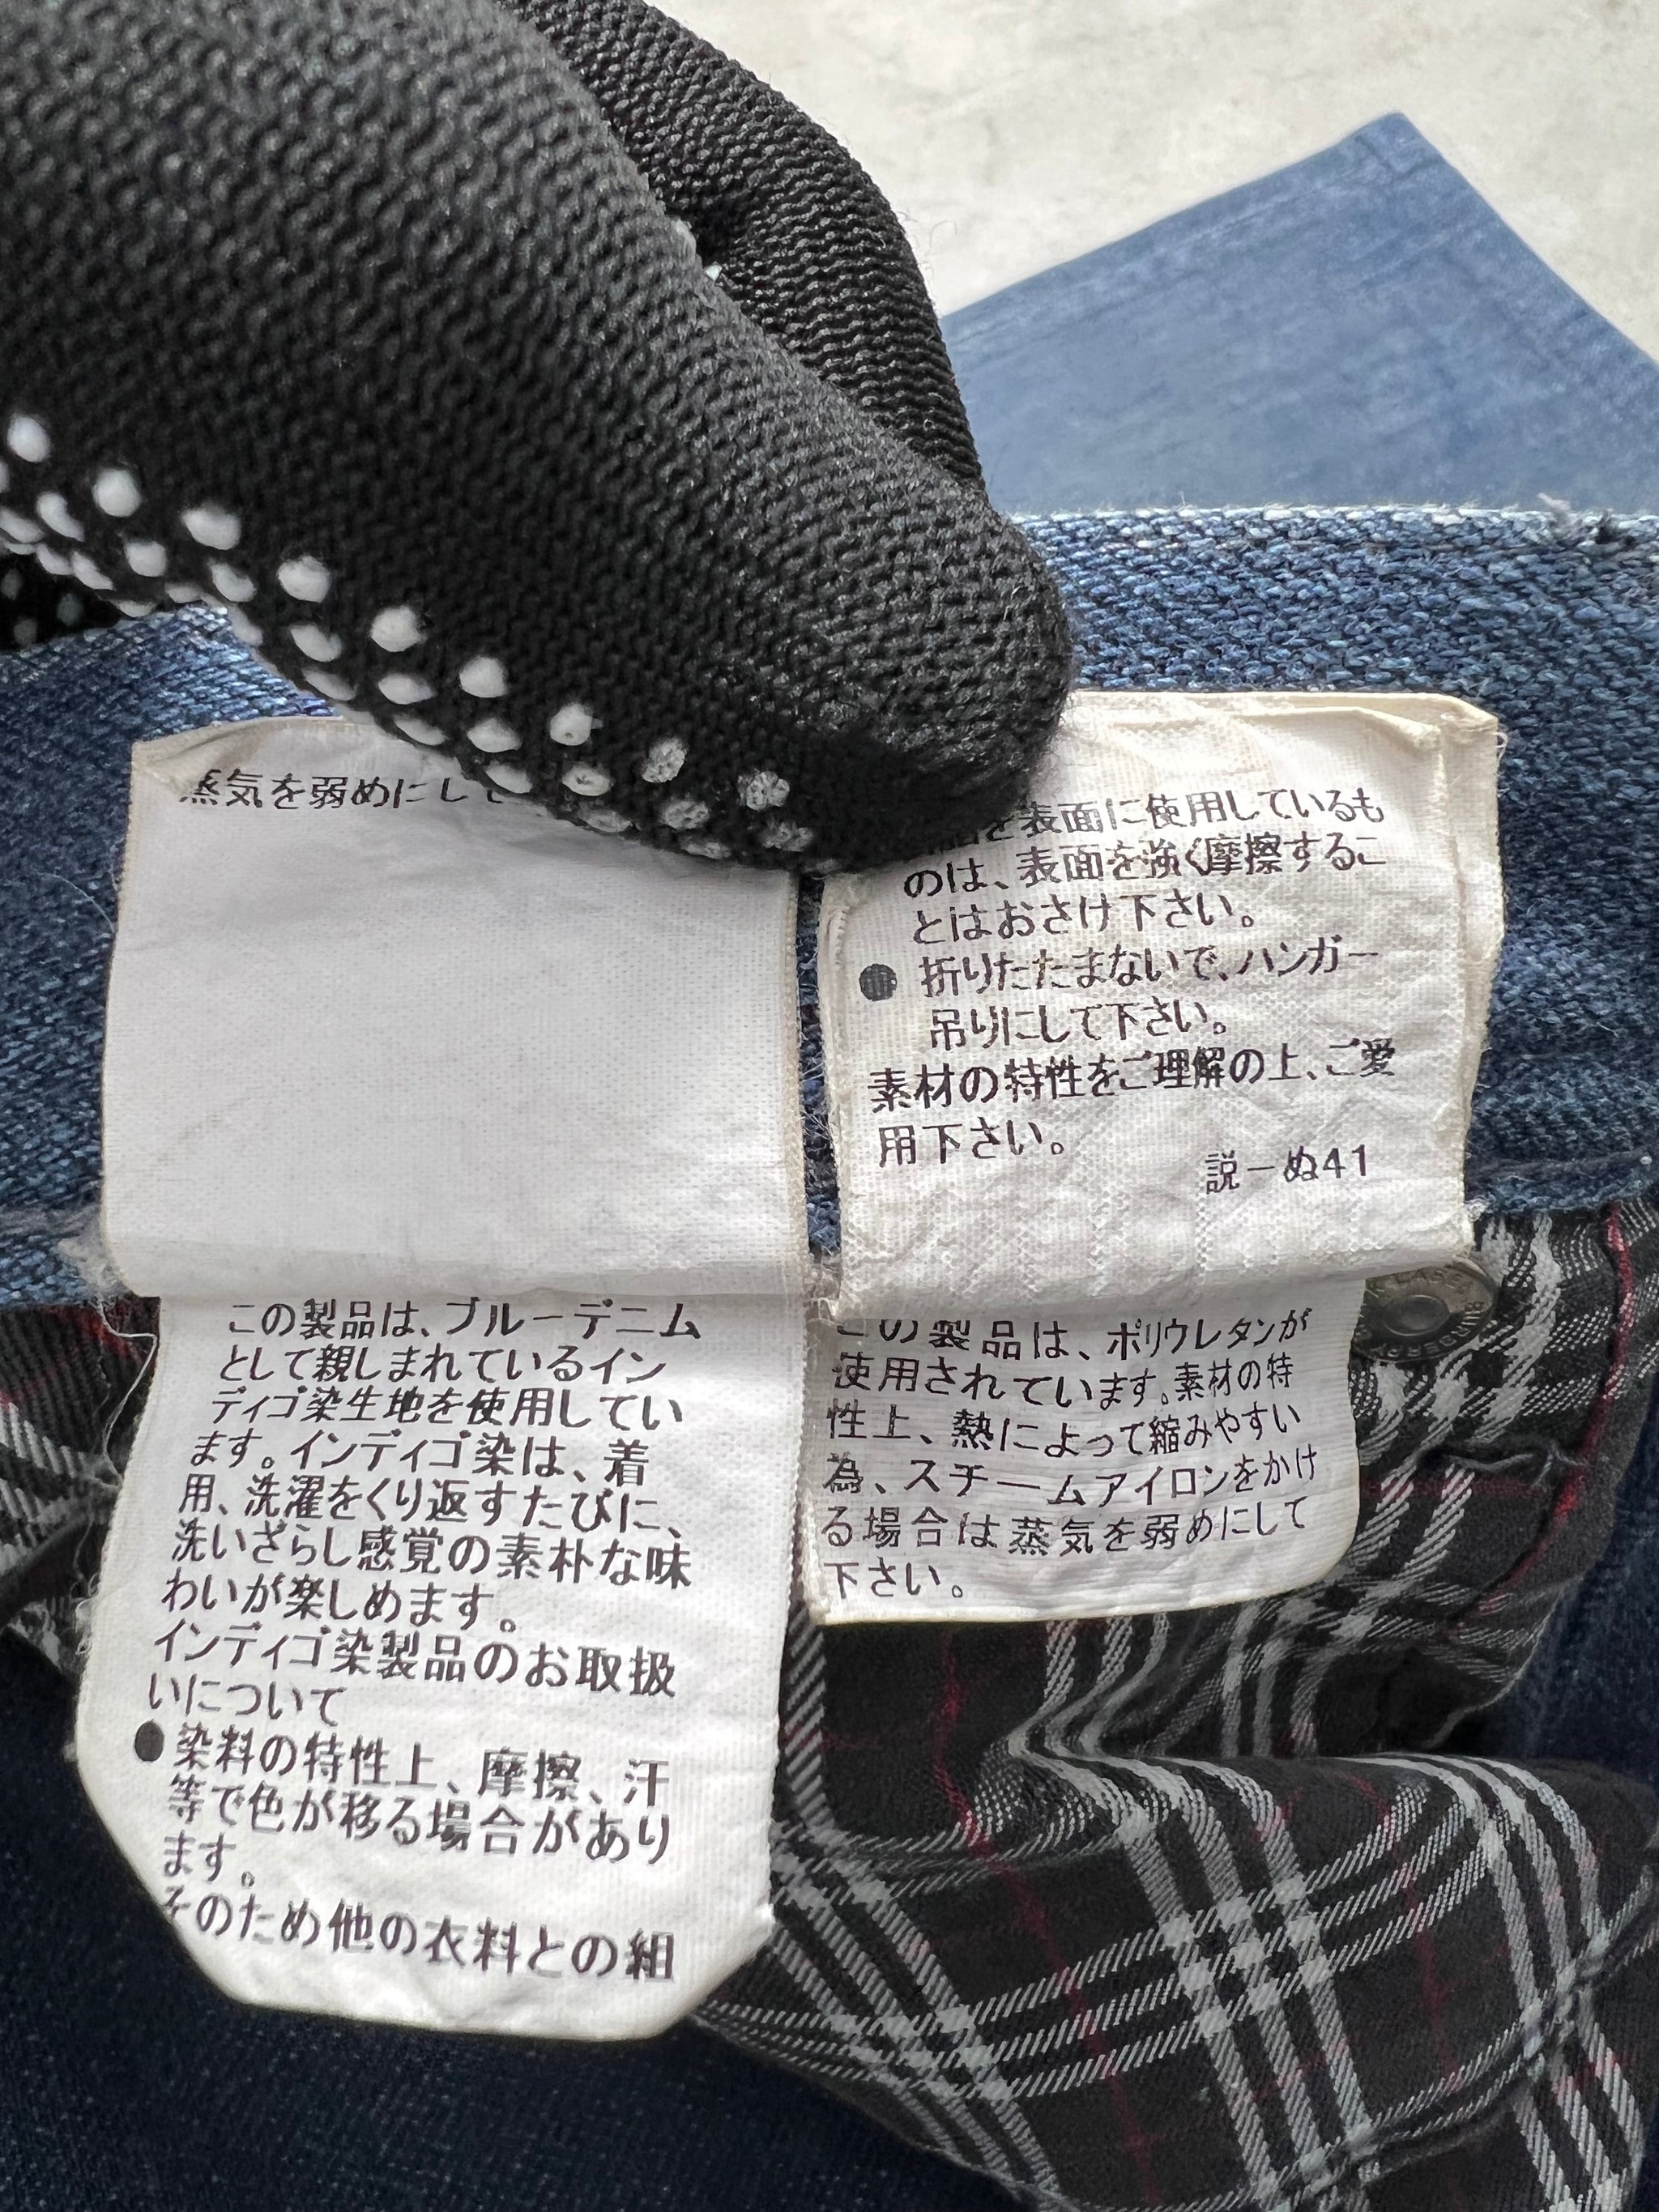 蒸気を弱めにして
を表面に使用しているも
のは、表面を強く摩擦するこ
とはおさけ下さい。
● 折りたたまないで、ハンガー
吊りにして下さい。
素材の特性をご理解の上、ご愛
用下さい。
説ーぬ41
この製品は、ブルーデニム
として親しまれているイン
ディゴ染生地を使用してい
ます。インディゴ染は、着
用、洗濯をくり返すたびに、
洗いざらし感覚の素朴な味
わいが楽しめます。
インディゴ染製品のお取扱
いについて
●染料の特性上、摩擦、汗
等で色が移る場合があり
ます。
そのため他の衣料との組
この製品は、ポリウレタンが
使用されています。素材の特
性上、熱によって縮みやすい
為、スチームアイロンをかけ
る場合は蒸気を弱めにして
下さい。